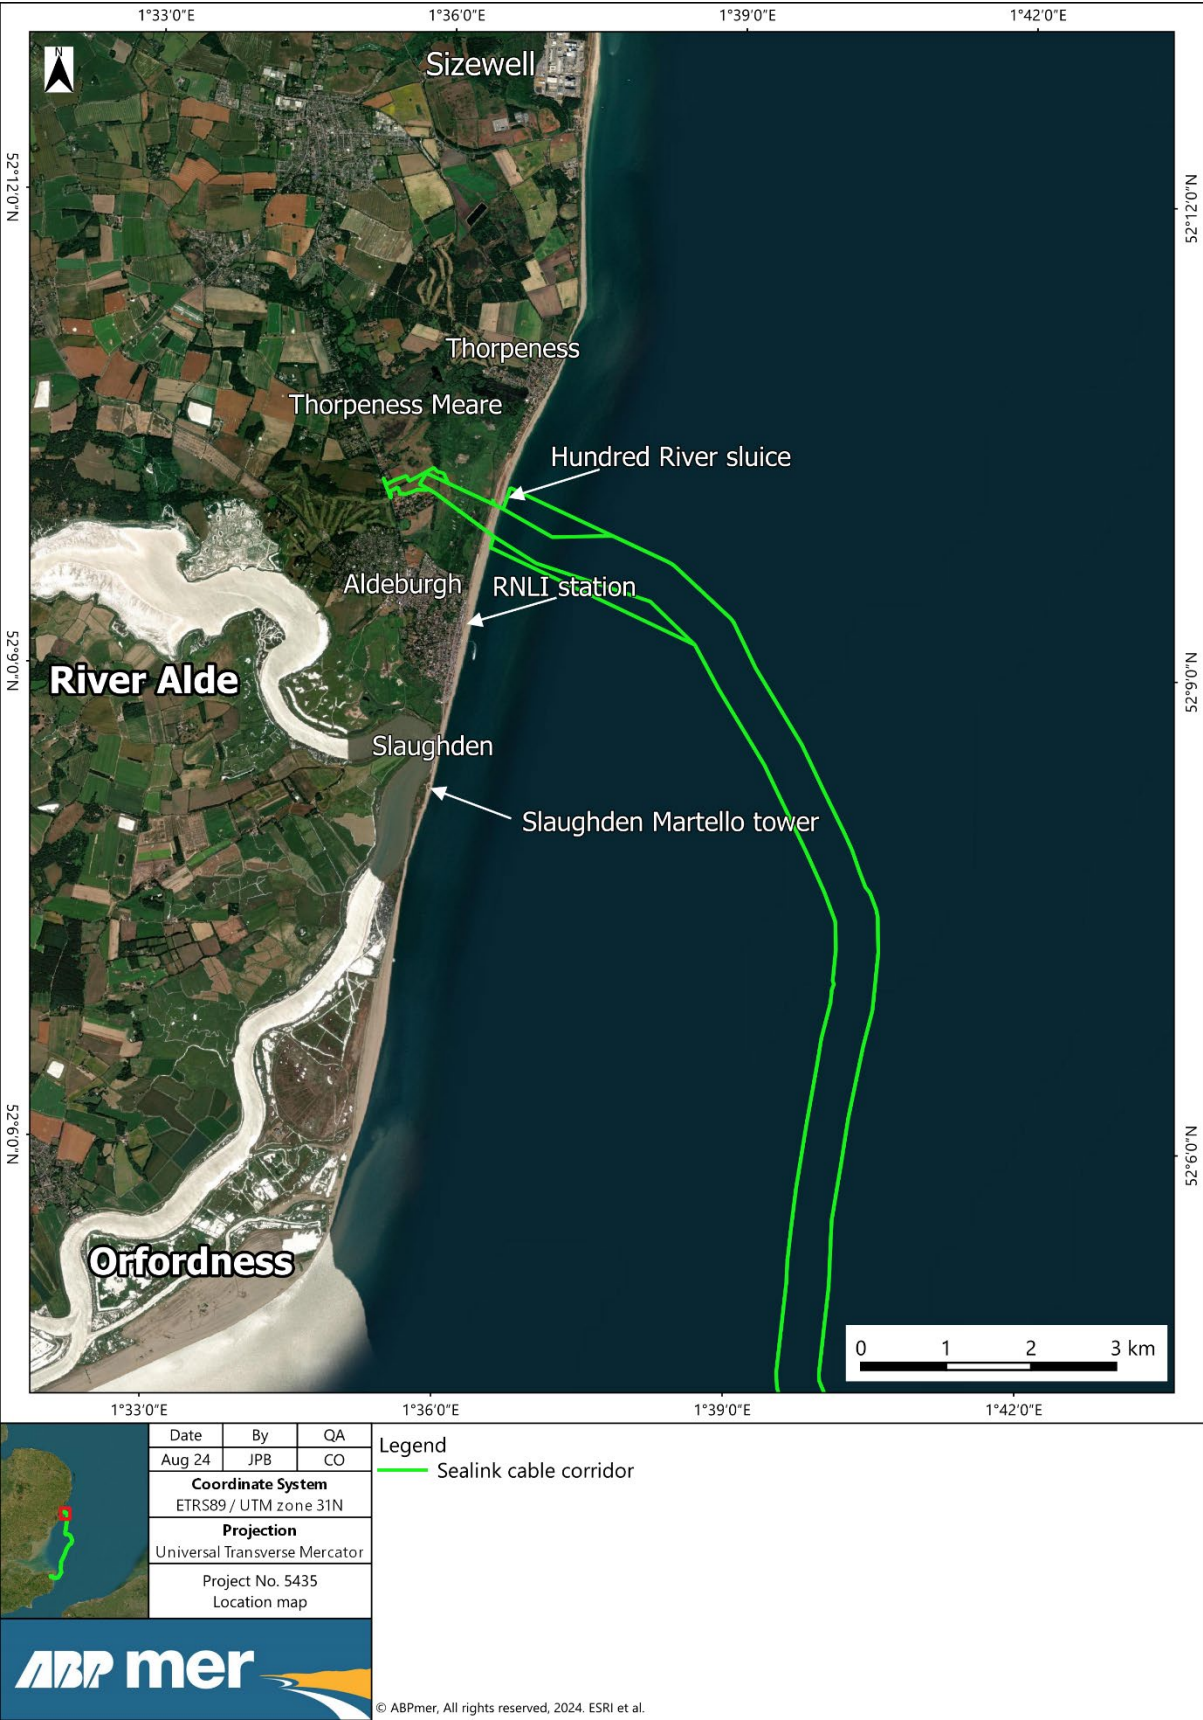 1°33'0"E 1°36'0"E 1°39'0"E 1°42'0"E
N
Sizewell
52°12'0"N
52°12'0"N
Thorpeness
Thorpeness Meare
Hundred River sluice
Aldeburgh
RNLI station
52°9'0"N
River Alde
52°9'0"N
Slaughden
Slaughden Martello tower
52°6'0"N
52°6'0"N
Orfordness
0 1 2 3 km
1°33'0"E 1°36'0"E 1°39'0"E 1°42'0"E
Date By QA
Aug 24 JPB CO
Coordinate System
ETRS89 / UTM zone 31N
Projection
Universal Transverse Mercator
Project No. 5435
Location map
Legend
Sealink cable corridor
ABP mer
© ABPmer, All rights reserved, 2024. ESRI et al.